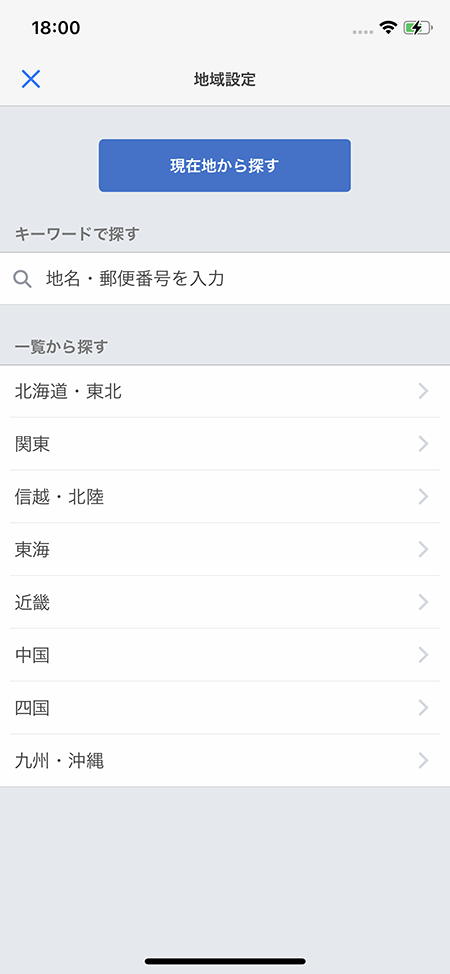 18:00
地域設定
現在地から探す
キーワードで探す
地名・郵便番号を入力
一覧から探す
北海道・東北
関東
信越・北陸
東海
近畿
中国
四国
九州・沖縄